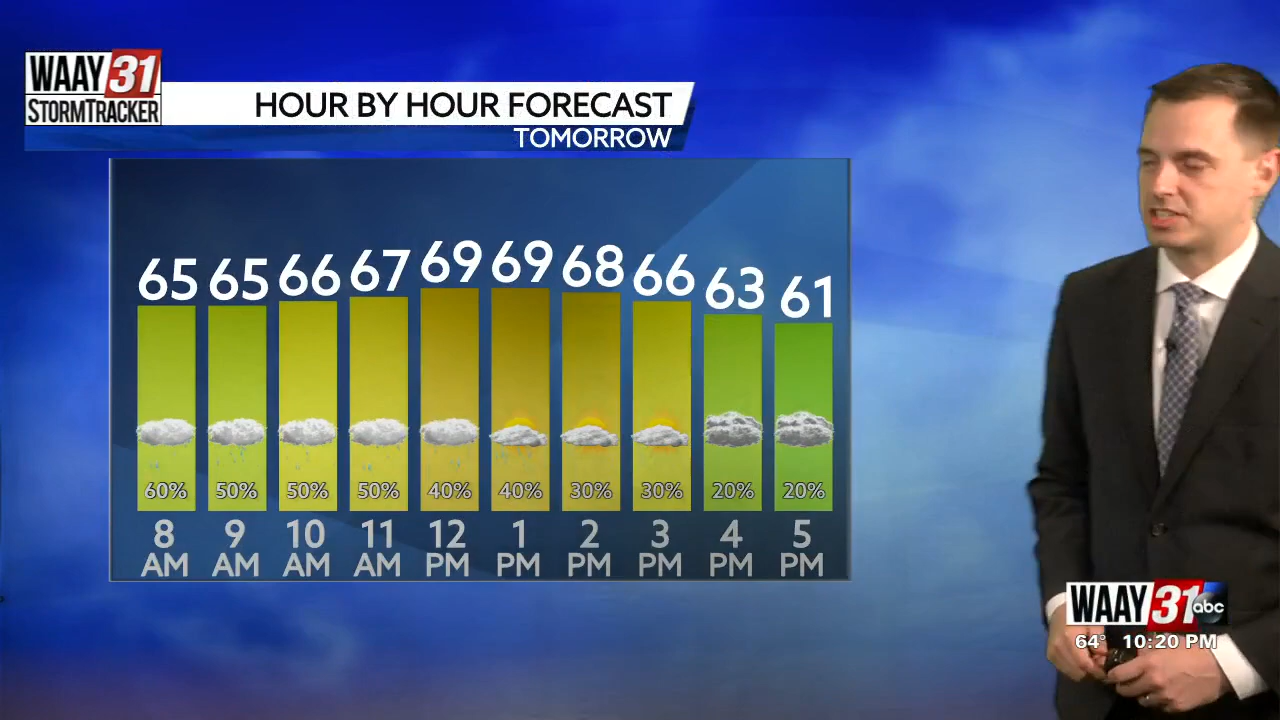 WAAY 31
STORMTRACKER
HOUR BY HOUR FORECAST
TOMORROW
65 65 66 67 69 69 68 66 63 61
60% 50% 50% 50% 40% 40% 30% 30% 20% 20%
8 9 10 11 12 1 2 3 4 5
AM AM AM AM PM PM PM PM PM PM
WAAY 31 abc
64° 10:20 PM